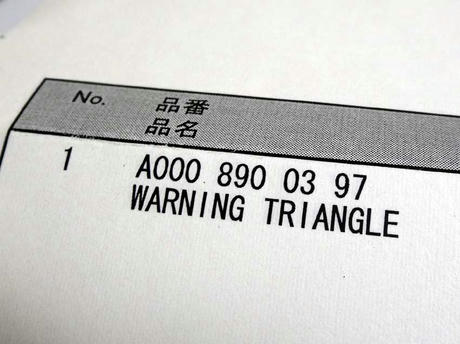 No. 品番
品名
1 A000 890 03 97
WARNING TRIANGLE